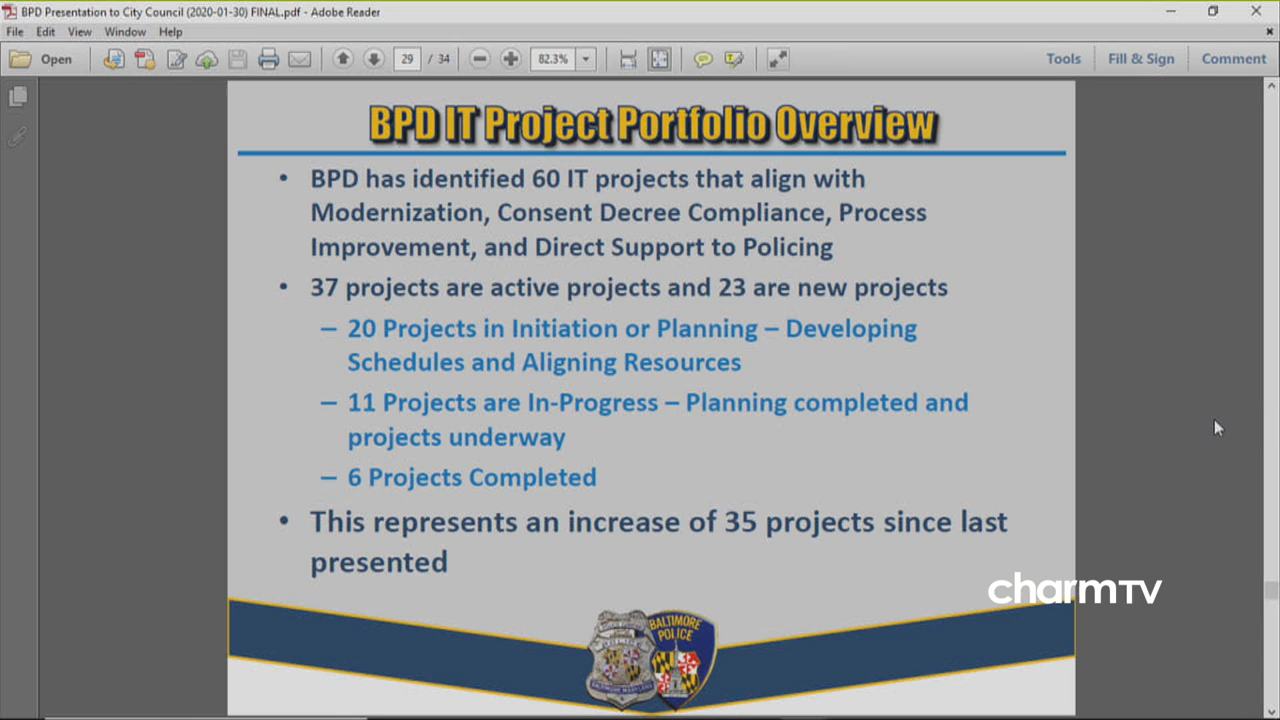 BPD Presentation to City Council (2020-01-30) FINAL.pdf - Adobe Reader
File Edit View Window Help
Open 29 / 34 82.3% Tools Fill & Sign Comment
BPD IT Project Portfolio Overview
• BPD has identified 60 IT projects that align with
Modernization, Consent Decree Compliance, Process
Improvement, and Direct Support to Policing
• 37 projects are active projects and 23 are new projects
– 20 Projects in Initiation or Planning – Developing
Schedules and Aligning Resources
– 11 Projects are In-Progress – Planning completed and
projects underway
– 6 Projects Completed
• This represents an increase of 35 projects since last
presented
charmTV
BALTIMORE
POLICE